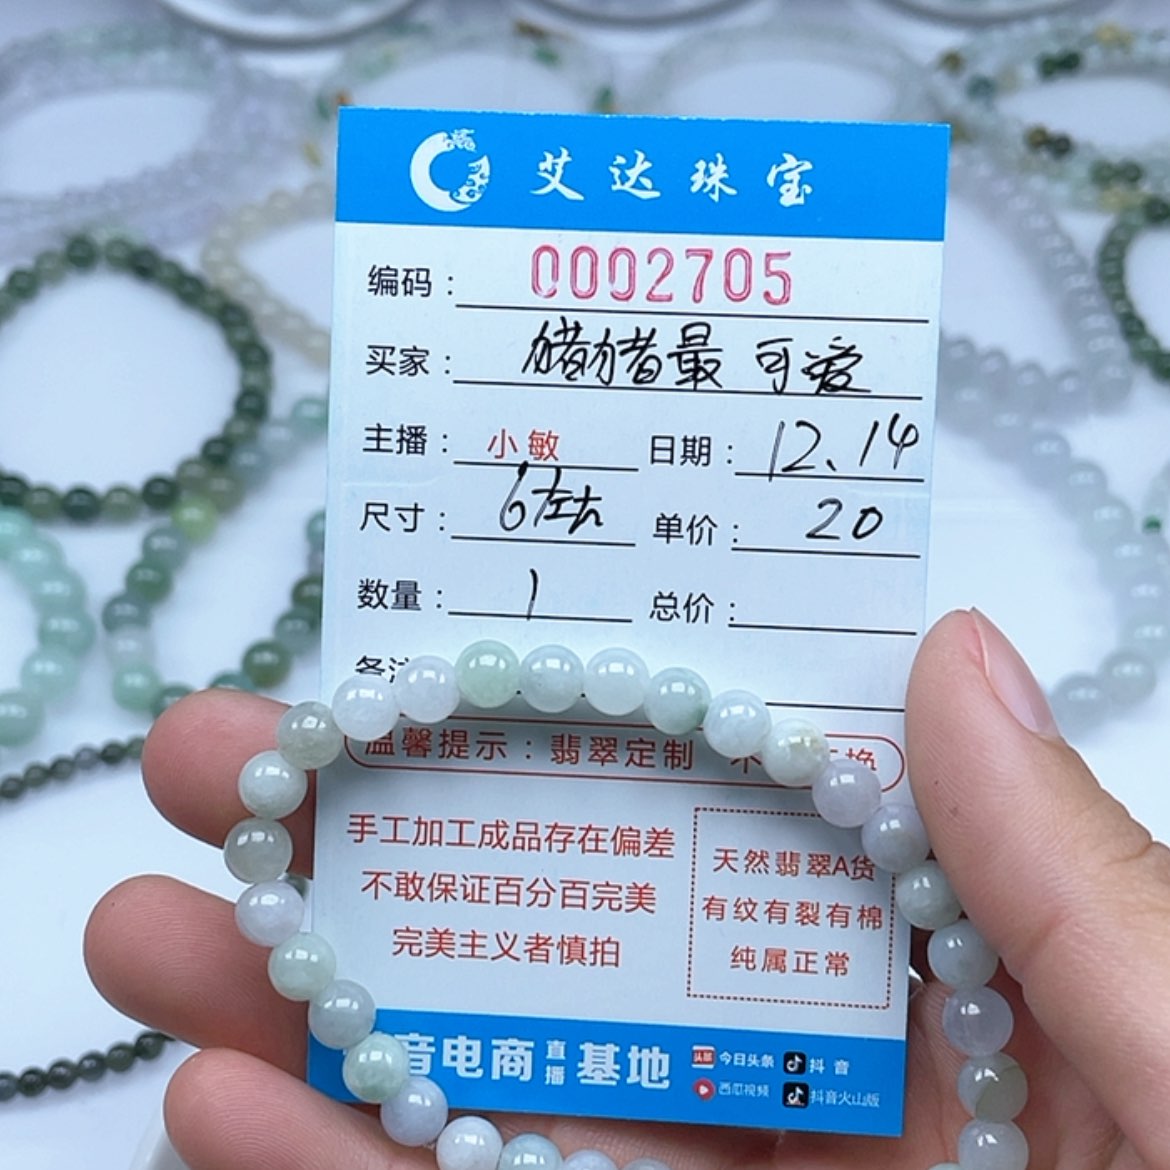 艾达珠宝
编码：0002705
买家：猪猪最可爱
主播：小敏 日期：12.14
尺寸：6左右 单价：20
数量：1 总价：
备注
温馨提示：翡翠定制 不 换
手工加工成品存在偏差
不敢保证百分百完美
完美主义者慎拍
天然翡翠A货
有纹有裂有棉
纯属正常
音电商直播基地
今日头条 抖音
西瓜视频 抖音火山版